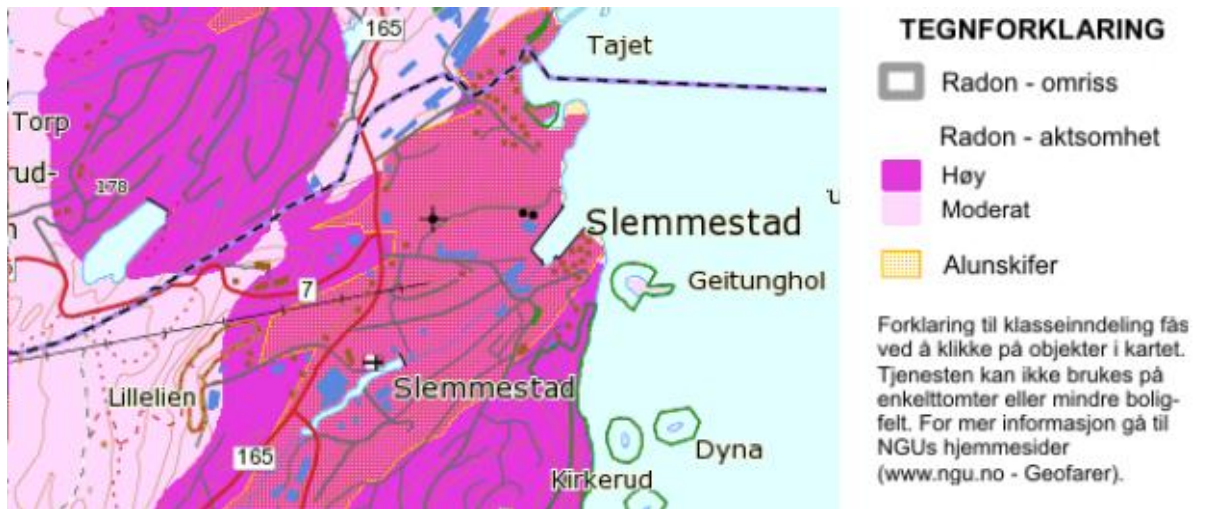 165
Tajet
Torp
rud-
178
Slemmestad
7
Geitunghol
Lillelien
Slemmestad
165
Dyna
Kirkerud
TEGNFORKLARING
Radon - omriss
Radon - aktsomhet
Høy
Moderat
Alunskifer
Forklaring til klasseinndeling fås
ved å klikke på objekter i kartet.
Tjenesten kan ikke brukes på
enkelttomter eller mindre bolig-
felt. For mer informasjon gå til
NGUs hjemmesider
(www.ngu.no - Geofarer).